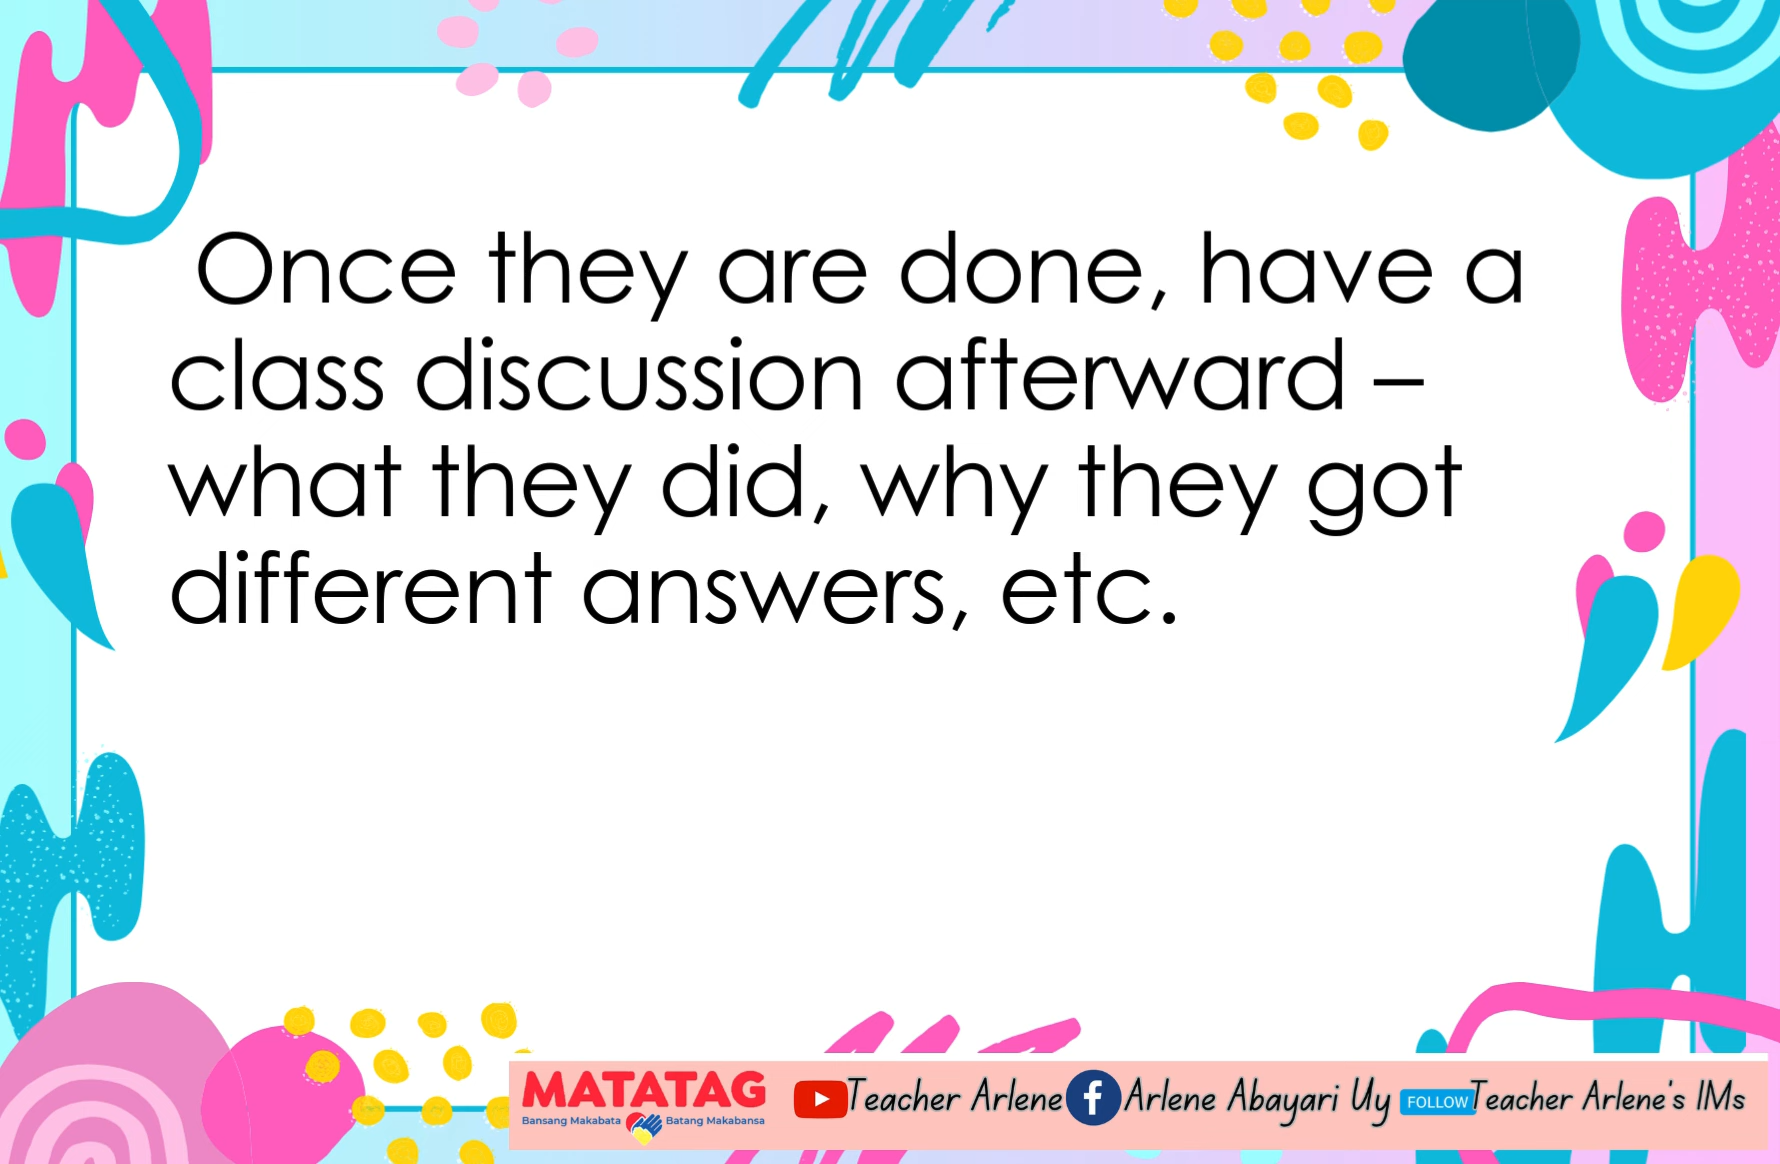 Once they are done, have a
class discussion afterward –
what they did, why they got
different answers, etc.
MATATAG
Bansang Makabata Batang Makabansa
Teacher Arlene
Arlene Abayari Uy
FOLLOW
Teacher Arlene's IMs